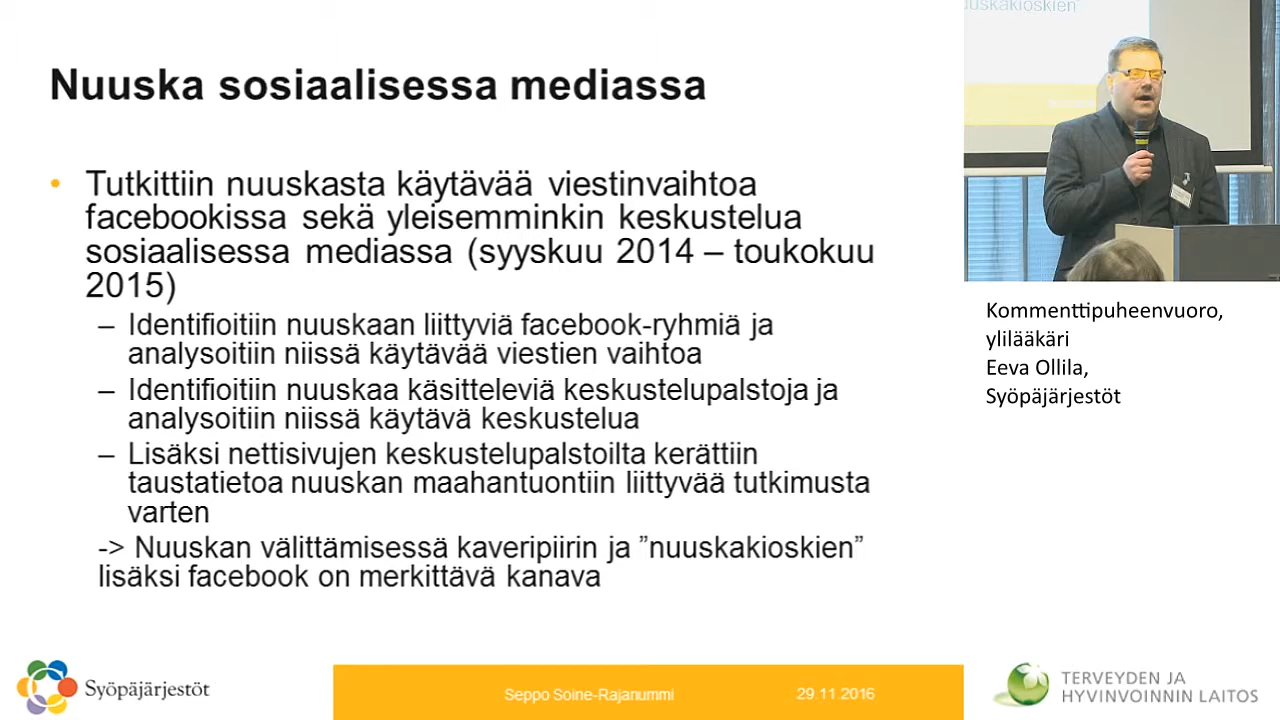 Nuuska sosiaalisessa mediassa
• Tutkittiin nuuskasta käytävää viestinvaihtoa
facebookissa sekä yleisemminkin keskustelua
sosiaalisessa mediassa (syyskuu 2014 – toukokuu
2015)
– Identifioitiin nuuskaan liittyviä facebook-ryhmiä ja
analysoitiin niissä käytävää viestien vaihtoa
– Identifioitiin nuuskaa käsitteleviä keskustelupalstoja ja
analysoitiin niissä käytävä keskustelua
– Lisäksi nettisivujen keskustelupalstoilta kerättiin
taustatietoa nuuskan maahantuontiin liittyvää tutkimusta
varten
-> Nuuskan välittämisessä kaveripiirin ja ”nuuskakioskien”
lisäksi facebook on merkittävä kanava
uuskakioskien”
Kommenttipuheenvuoro,
ylilääkäri
Eeva Ollila,
Syöpäjärjestöt
Syöpäjärjestöt
Seppo Soine-Rajanummi
29.11.2016
TERVEYDEN JA
HYVINVOINNIN LAITOS